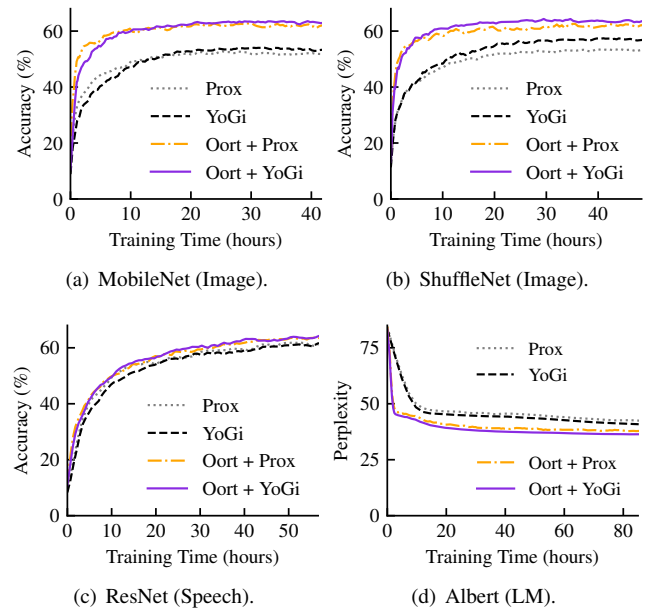 Accuracy (%)
60
40
20
0
Prox
YoGi
Oort + Prox
Oort + YoGi
0 10 20 30 40
Training Time (hours)
(a) MobileNet (Image).
Accuracy (%)
60
40
20
0
Prox
YoGi
Oort + Prox
Oort + YoGi
0 10 20 30 40
Training Time (hours)
(b) ShuffleNet (Image).
Accuracy (%)
60
40
20
0
Prox
YoGi
Oort + Prox
Oort + YoGi
0 10 20 30 40 50
Training Time (hours)
(c) ResNet (Speech).
Perplexity
75
50
25
0
Prox
YoGi
Oort + Prox
Oort + YoGi
0 20 40 60 80
Training Time (hours)
(d) Albert (LM).